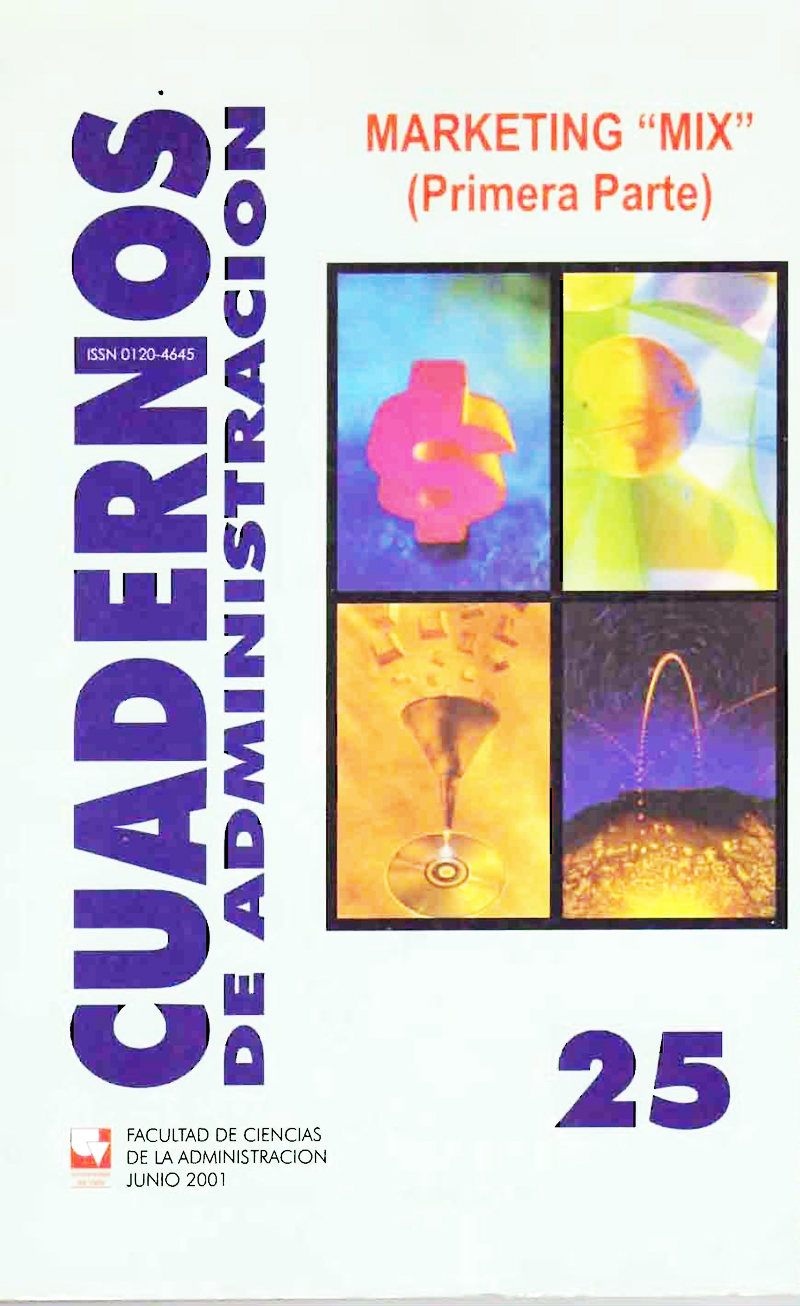 MARKETING “MIX”
(Primera Parte)
CUADERNOS
DE ADMINISTRACION
ISSN 0120-4645
25
FACULTAD DE CIENCIAS
DE LA ADMINISTRACION
JUNIO 2001